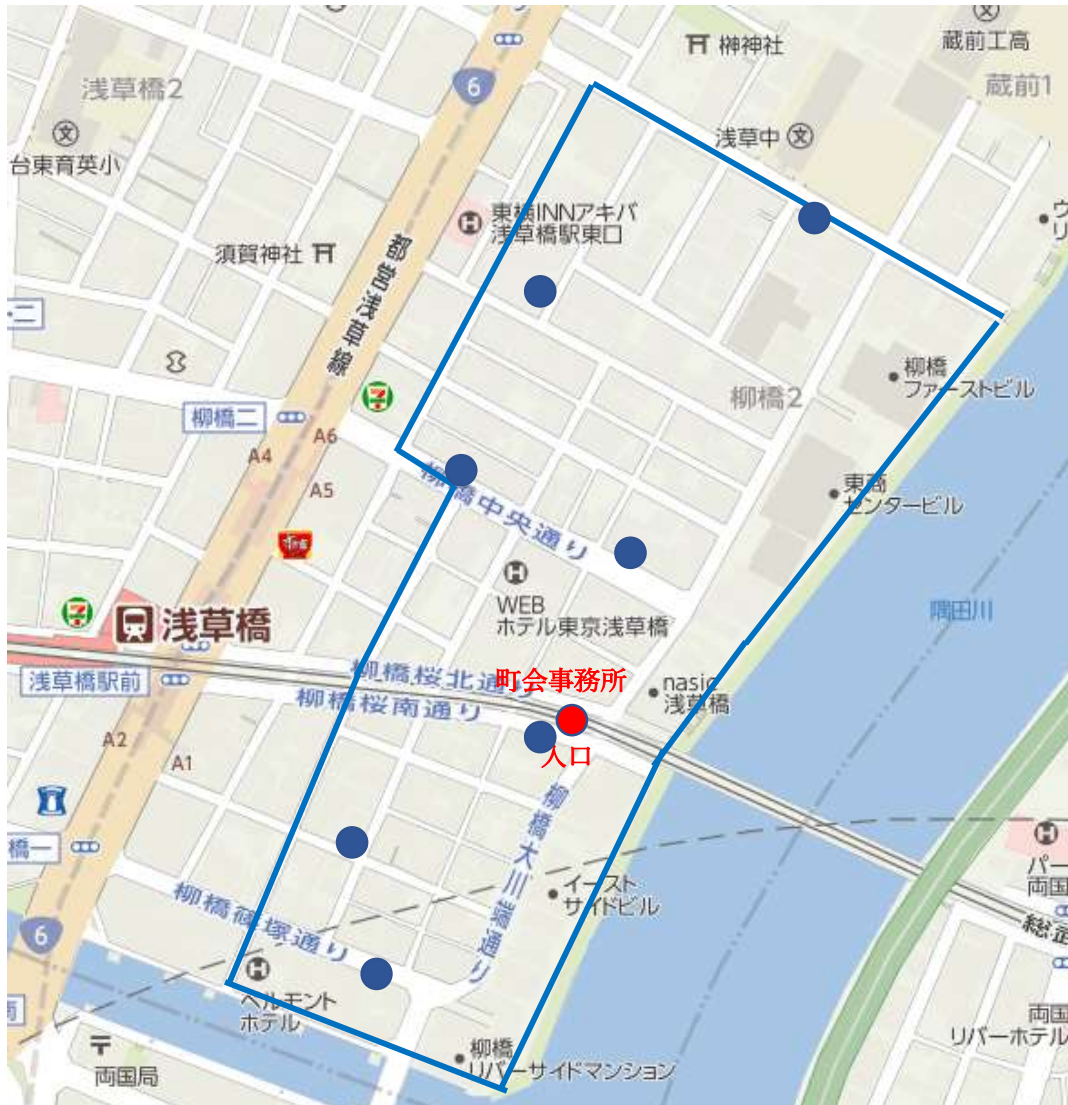 榊神社
蔵前工高
蔵前1
浅草橋2
6
台東育英小
浅草中
東横INNアキバ
浅草橋駅東口
須賀神社
都営浅草線
柳橋
ファーストビル
柳橋2
柳橋二
A6
A4
A5
柳橋中央通り
東商
センタービル
WEB
ホテル東京浅草橋
隅田川
浅草橋
柳橋桜北通り
町会事務所
nasic
浅草橋
浅草橋駅前
柳橋桜南通り
入口
A2
A1
柳橋大川端通り
橋一
イースト
サイドビル
パー
両国
柳橋篠塚通り
6
総武
ベルモント
ホテル
両国
リバーホテル
両国局
柳橋
リバーサイドマンション